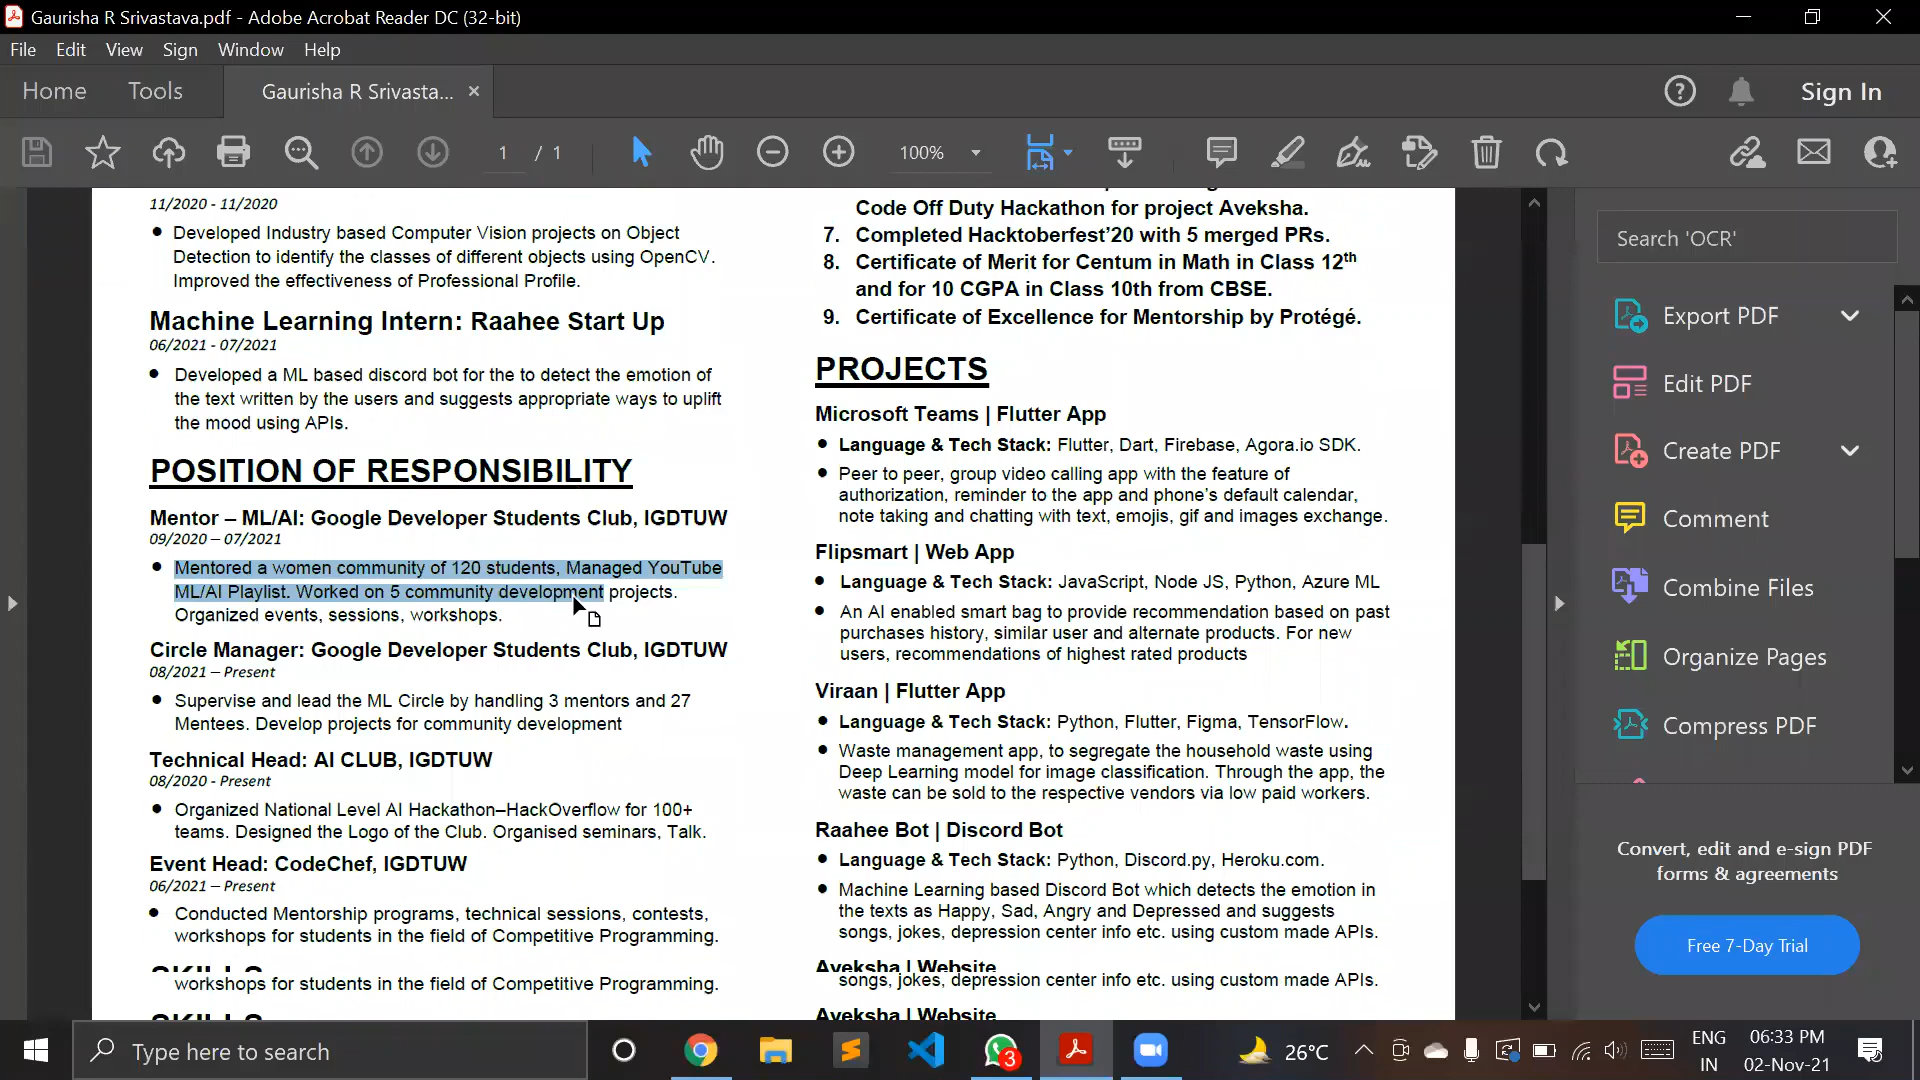 Gaurisha R Srivastava.pdf - Adobe Acrobat Reader DC (32-bit)
File Edit View Sign Window Help
Home Tools Gaurisha R Srivasta... × Sign In
1 / 1 100%
11/2020 - 11/2020
• Developed Industry based Computer Vision projects on Object
Detection to identify the classes of different objects using OpenCV.
Improved the effectiveness of Professional Profile.
Machine Learning Intern: Raahee Start Up
06/2021 - 07/2021
• Developed a ML based discord bot for the to detect the emotion of
the text written by the users and suggests appropriate ways to uplift
the mood using APIs.
POSITION OF RESPONSIBILITY
Mentor – ML/AI: Google Developer Students Club, IGDTUW
09/2020 – 07/2021
• Mentored a women community of 120 students, Managed YouTube
ML/AI Playlist. Worked on 5 community development projects.
Organized events, sessions, workshops.
Circle Manager: Google Developer Students Club, IGDTUW
08/2021 – Present
• Supervise and lead the ML Circle by handling 3 mentors and 27
Mentees. Develop projects for community development
Technical Head: AI CLUB, IGDTUW
08/2020 - Present
• Organized National Level AI Hackathon–HackOverflow for 100+
teams. Designed the Logo of the Club. Organised seminars, Talk.
Event Head: CodeChef, IGDTUW
06/2021 – Present
• Conducted Mentorship programs, technical sessions, contests,
workshops for students in the field of Competitive Programming.
SKILLS
workshops for students in the field of Competitive Programming.
SKILLS
Code Off Duty Hackathon for project Aveksha.
7. Completed Hacktoberfest'20 with 5 merged PRs.
8. Certificate of Merit for Centum in Math in Class 12th
and for 10 CGPA in Class 10th from CBSE.
9. Certificate of Excellence for Mentorship by Protégé.
PROJECTS
Microsoft Teams | Flutter App
• Language & Tech Stack: Flutter, Dart, Firebase, Agora.io SDK.
• Peer to peer, group video calling app with the feature of
authorization, reminder to the app and phone's default calendar,
note taking and chatting with text, emojis, gif and images exchange.
Flipsmart | Web App
• Language & Tech Stack: JavaScript, Node JS, Python, Azure ML
• An AI enabled smart bag to provide recommendation based on past
purchases history, similar user and alternate products. For new
users, recommendations of highest rated products
Viraan | Flutter App
• Language & Tech Stack: Python, Flutter, Figma, TensorFlow.
• Waste management app, to segregate the household waste using
Deep Learning model for image classification. Through the app, the
waste can be sold to the respective vendors via low paid workers.
Raahee Bot | Discord Bot
• Language & Tech Stack: Python, Discord.py, Heroku.com.
• Machine Learning based Discord Bot which detects the emotion in
the texts as Happy, Sad, Angry and Depressed and suggests
songs, jokes, depression center info etc. using custom made APIs.
Aveksha | Website
songs, jokes, depression center info etc. using custom made APIs.
Aveksha | Website
Search 'OCR'
Export PDF
Edit PDF
Create PDF
Comment
Combine Files
Organize Pages
Compress PDF
Convert, edit and e-sign PDF
forms & agreements
Free 7-Day Trial
Type here to search
3
26°C
ENG
IN
06:33 PM
02-Nov-21